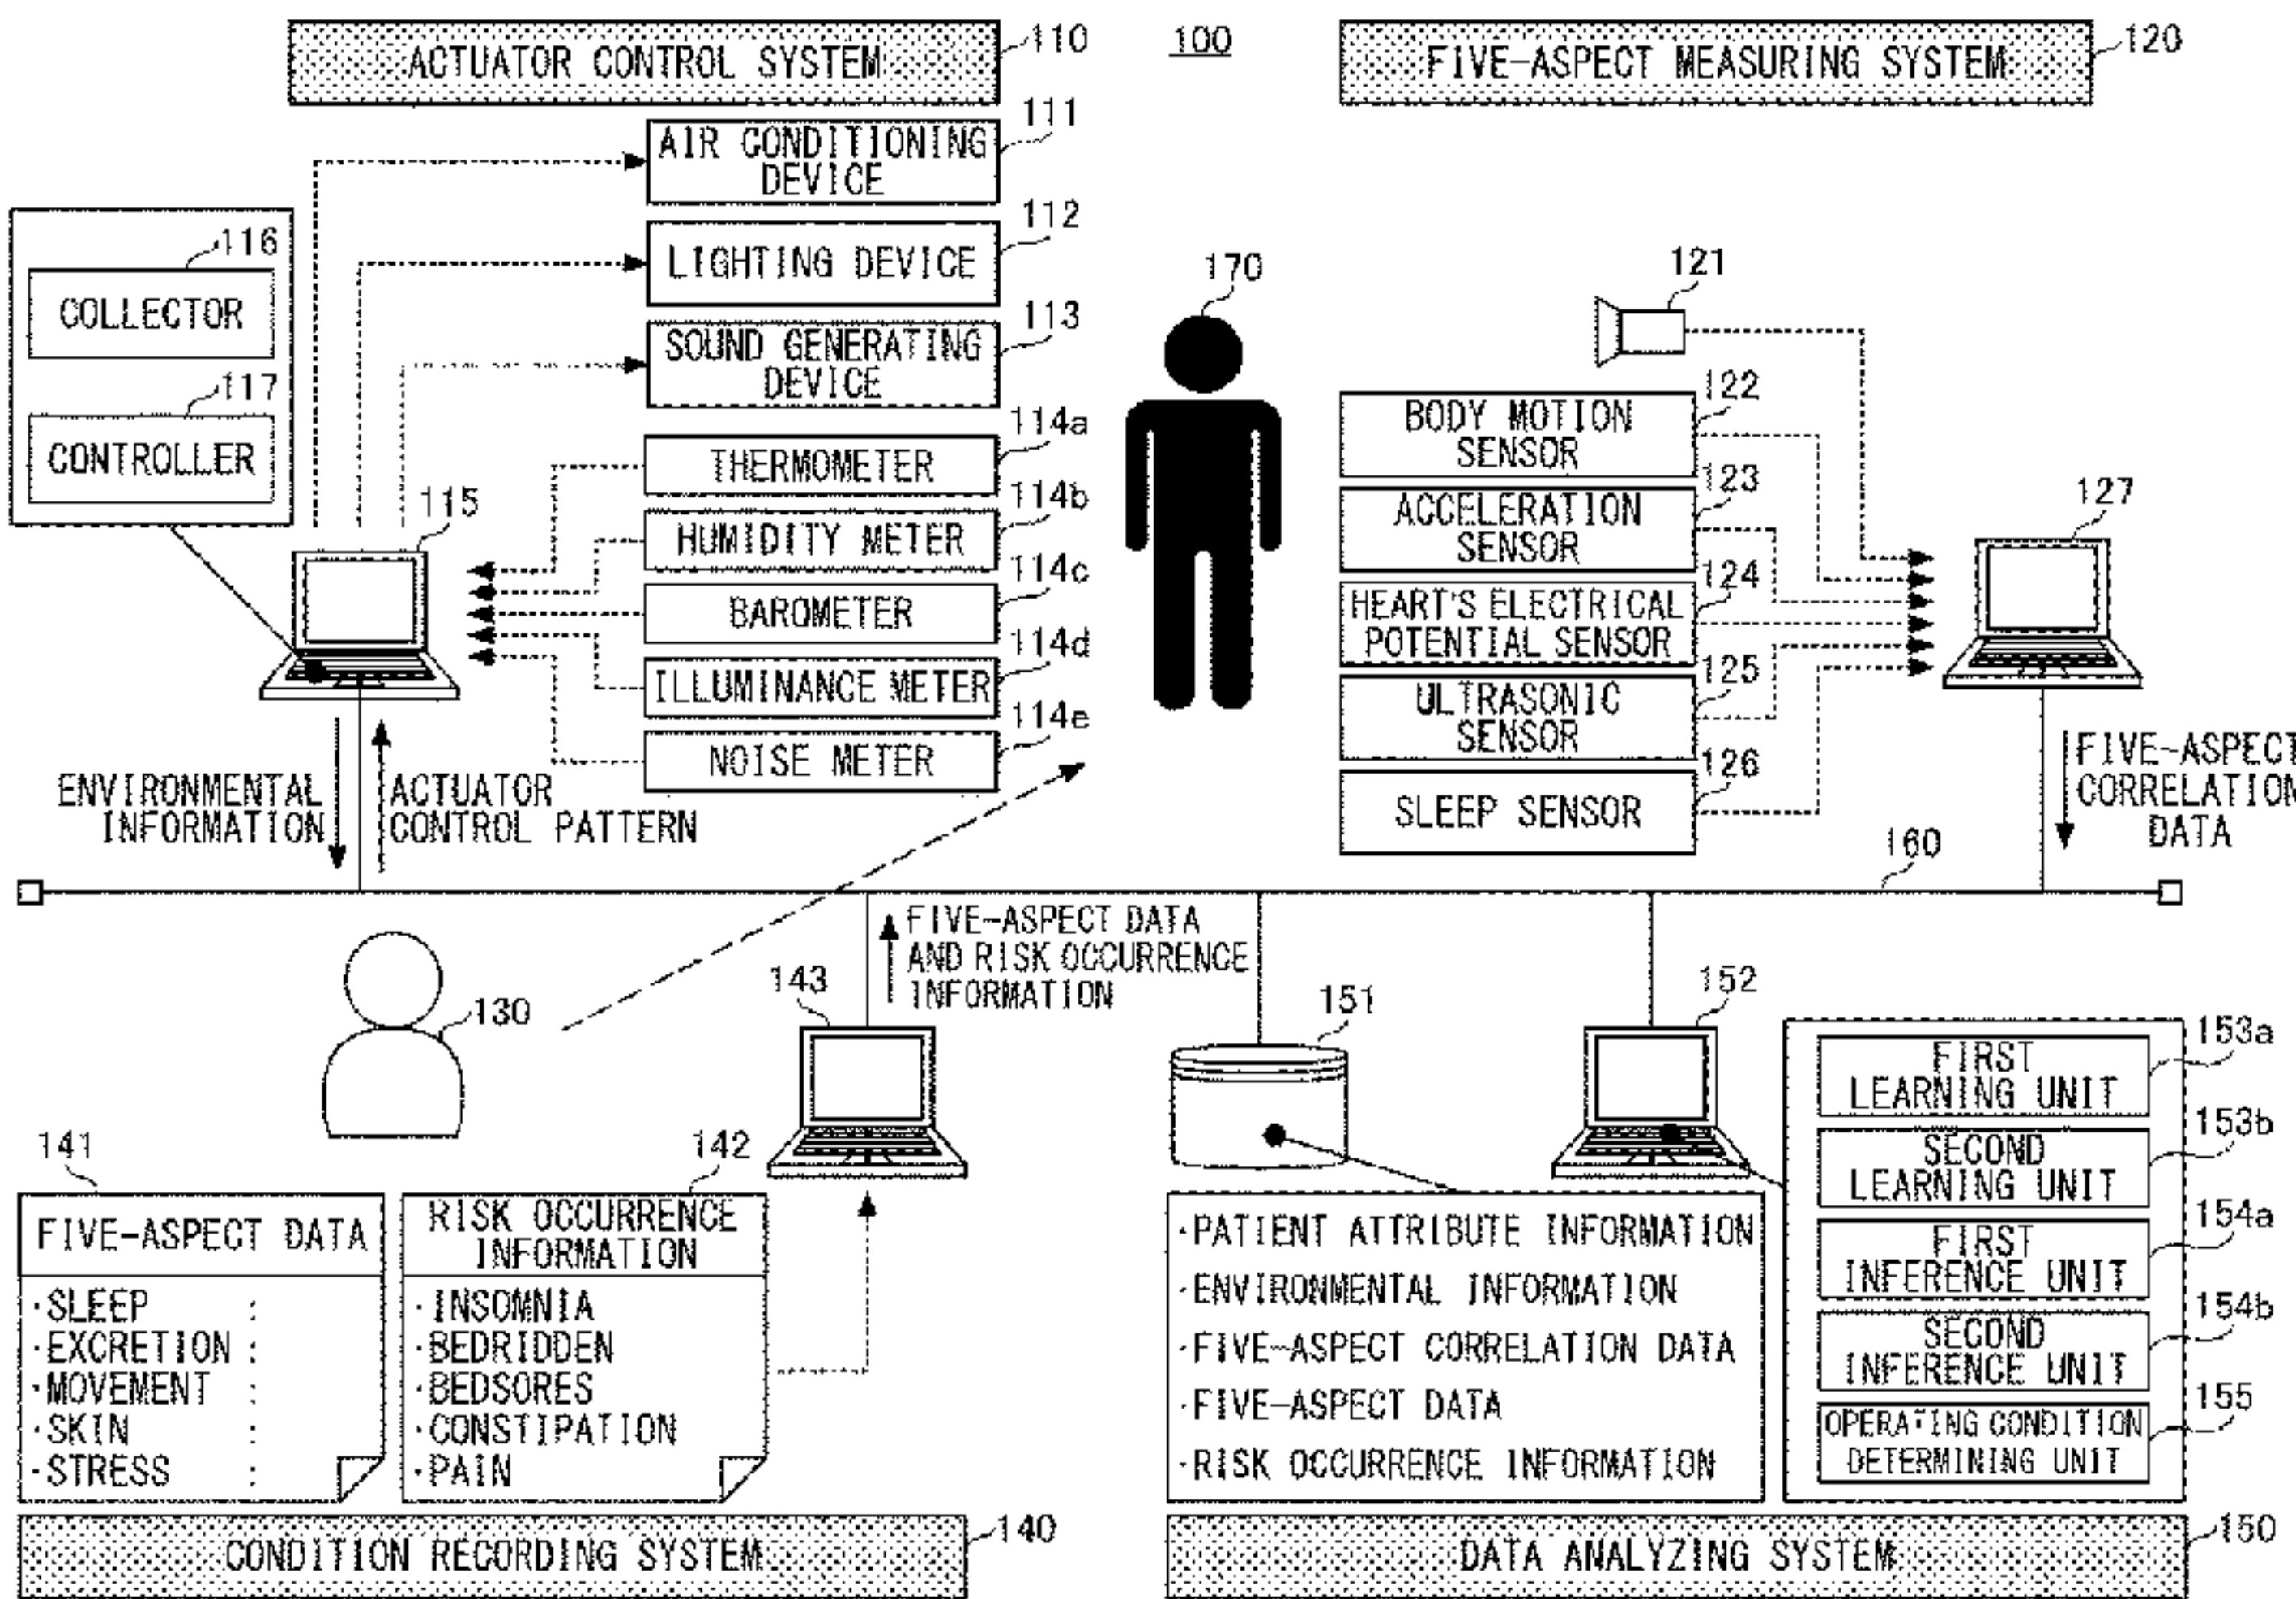 ACTUATOR CONTROL SYSTEM
110
100
FIVE-ASPECT MEASURING SYSTEM
120
111
AIR CONDITIONING
DEVICE
112
LIGHTING DEVICE
113
SOUND GENERATING
DEVICE
116
COLLECTOR
117
CONTROLLER
115
114a
THERMOMETER
114b
HUMIDITY METER
114c
BAROMETER
114d
ILLUMINANCE METER
114e
NOISE METER
ENVIRONMENTAL
INFORMATION
ACTUATOR
CONTROL PATTERN
170
121
122
BODY MOTION
SENSOR
123
ACCELERATION
SENSOR
124
HEART'S ELECTRICAL
POTENTIAL SENSOR
125
ULTRASONIC
SENSOR
126
SLEEP SENSOR
127
FIVE-ASPECT
CORRELATION
DATA
160
130
143
FIVE-ASPECT DATA
AND RISK OCCURRENCE
INFORMATION
141
FIVE-ASPECT DATA
·SLEEP :
·EXCRETION :
·MOVEMENT :
·SKIN :
·STRESS :
142
RISK OCCURRENCE
INFORMATION
·INSOMNIA
·BEDRIDDEN
·BEDSORES
·CONSTIPATION
·PAIN
CONDITION RECORDING SYSTEM
140
151
·PATIENT ATTRIBUTE INFORMATION
·ENVIRONMENTAL INFORMATION
·FIVE-ASPECT CORRELATION DATA
·FIVE-ASPECT DATA
·RISK OCCURRENCE INFORMATION
152
153a
FIRST
LEARNING UNIT
153b
SECOND
LEARNING UNIT
154a
FIRST
INFERENCE UNIT
154b
SECOND
INFERENCE UNIT
155
OPERATING CONDITION
DETERMINING UNIT
DATA ANALYZING SYSTEM
150